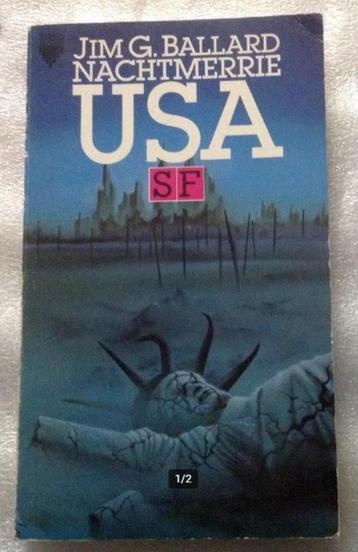 JIM G. BALLARD
NACHTMERRIE
USA
SF
1/2